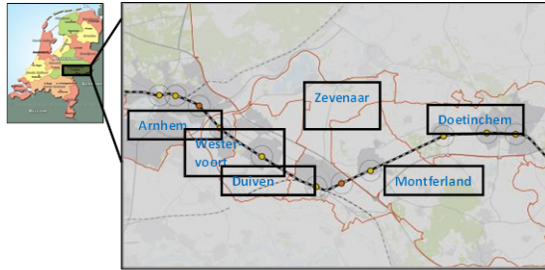 Zevenaar
Doetinchem
Arnhem
Wester
voort
Duiven
Montferland